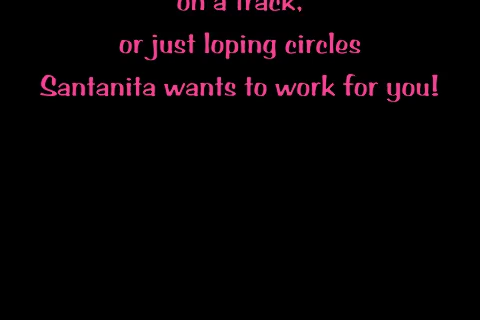 on a track,
or just loping circles
Santanita wants to work for you!